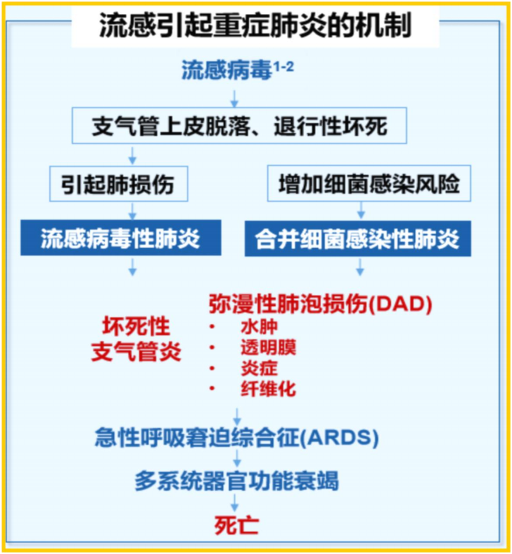 流感引起重症肺炎的机制
流感病毒1-2
支气管上皮脱落、退行性坏死
引起肺损伤
增加细菌感染风险
流感病毒性肺炎
合并细菌感染性肺炎
坏死性
支气管炎
弥漫性肺泡损伤(DAD)
• 水肿
• 透明膜
• 炎症
• 纤维化
急性呼吸窘迫综合征(ARDS)
多系统器官功能衰竭
死亡